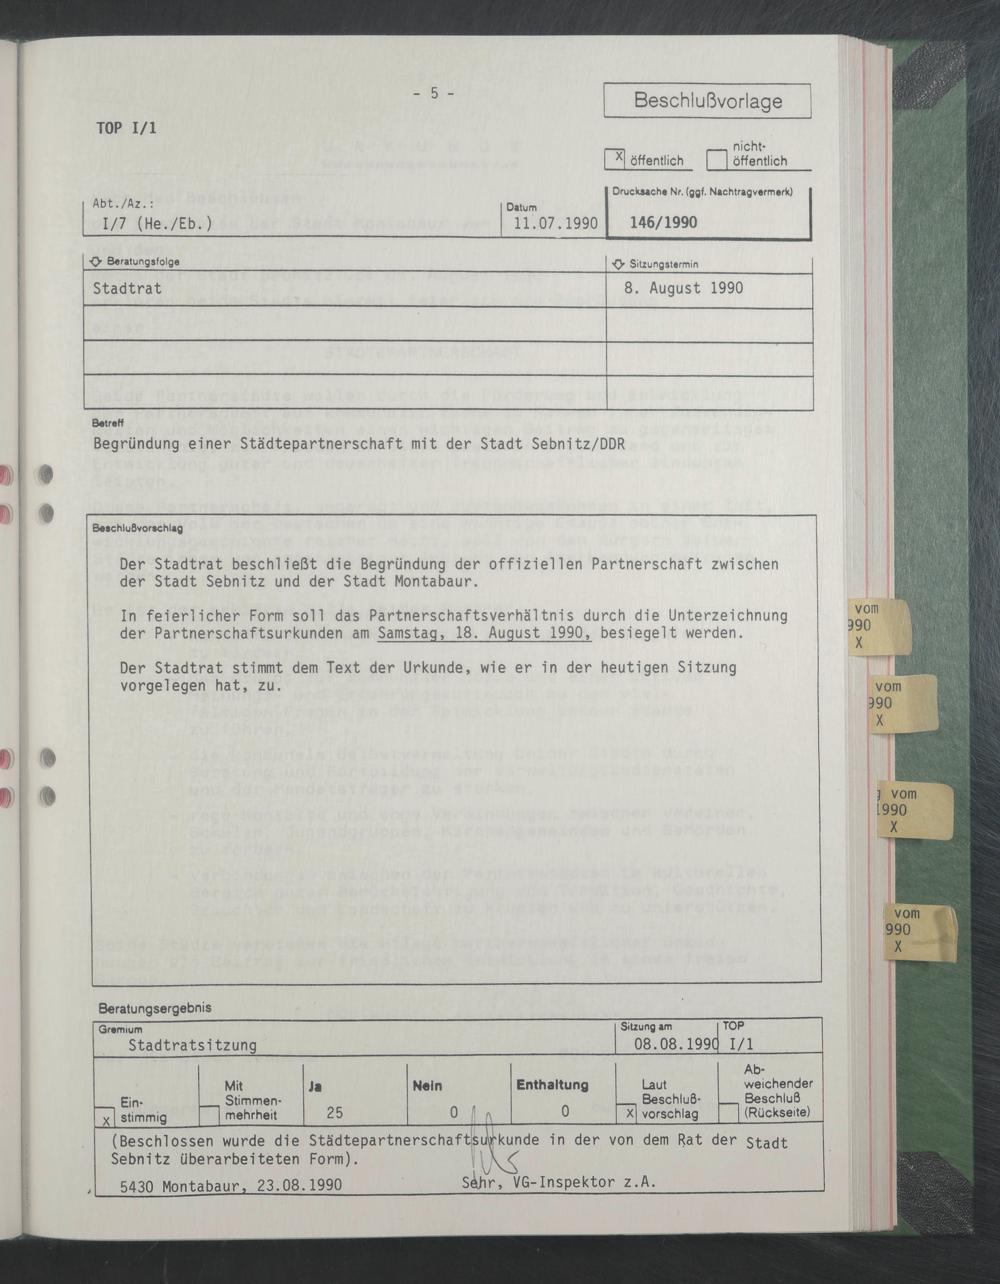 - 5 -
Beschlußvorlage
TOP I/1
X öffentlich
nicht-
öffentlich
Abt./Az.:
I/7 (He./Eb.)
Datum
11.07.1990
Drucksache Nr. (ggf. Nachtragvermerk)
146/1990
Beratungsfolge
Sitzungstermin
Stadtrat
8. August 1990
Betreff
Begründung einer Städtepartnerschaft mit der Stadt Sebnitz/DDR
Beschlußvorschlag
Der Stadtrat beschließt die Begründung der offiziellen Partnerschaft zwischen
der Stadt Sebnitz und der Stadt Montabaur.
In feierlicher Form soll das Partnerschaftsverhältnis durch die Unterzeichnung
der Partnerschaftsurkunden am Samstag, 18. August 1990, besiegelt werden.
Der Stadtrat stimmt dem Text der Urkunde, wie er in der heutigen Sitzung
vorgelegen hat, zu.
Beratungsergebnis
Gremium
Stadtratsitzung
Sitzung am
08.08.1990
TOP
I/1
X
Ein-
stimmig
Mit
Stimmen-
mehrheit
Ja
25
Nein
0
Enthaltung
0
X
Laut
Beschluß-
vorschlag
Ab-
weichender
Beschluß
(Rückseite)
(Beschlossen wurde die Städtepartnerschaftsurkunde in der von dem Rat der Stadt
Sebnitz überarbeiteten Form).
5430 Montabaur, 23.08.1990
Sehr, VG-Inspektor z.A.
vom
990
X
vom
990
X
g vom
1990
X
vom
990
X